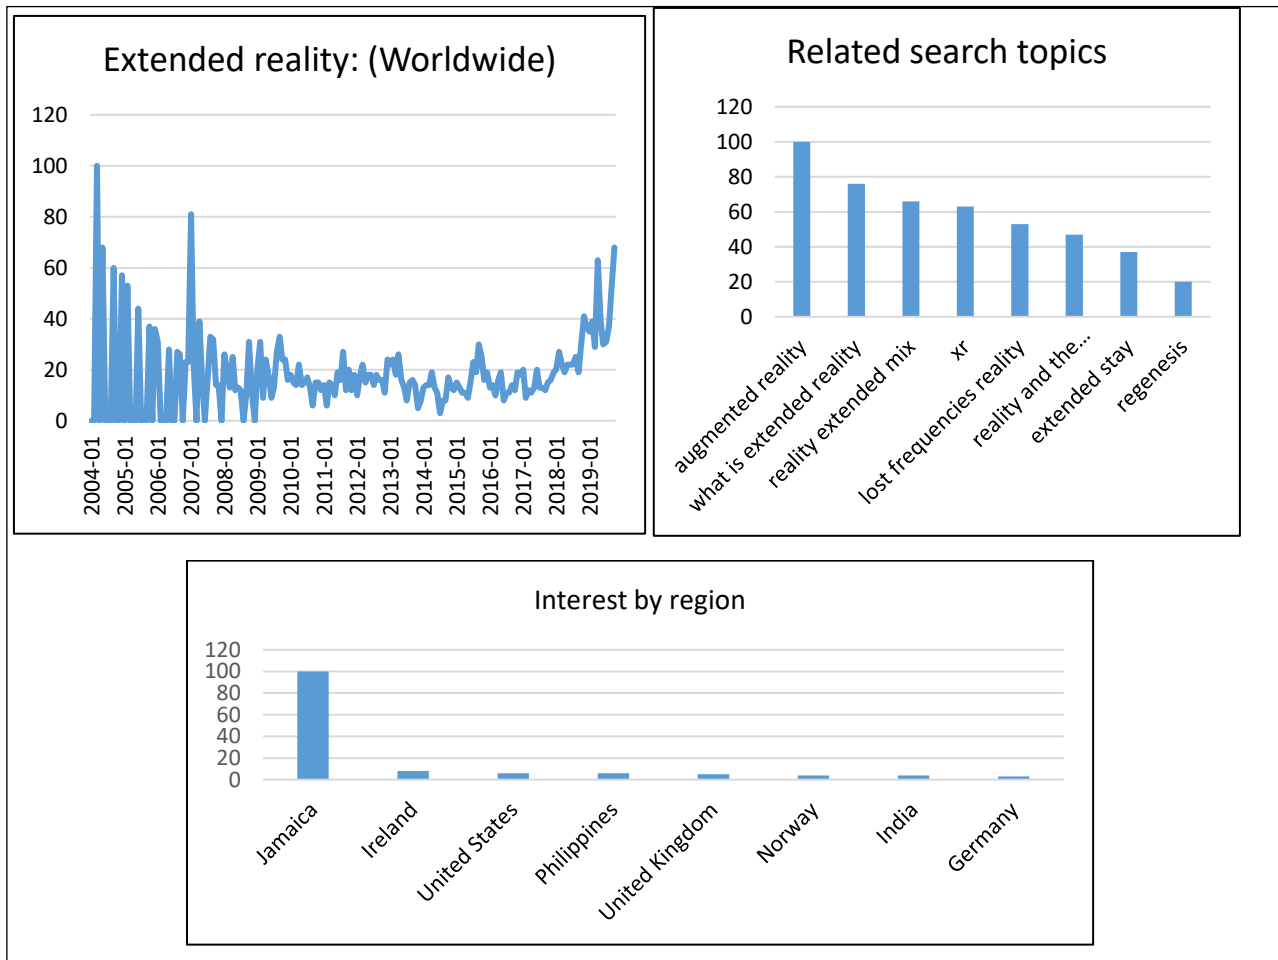 Extended reality: (Worldwide)
120
100
80
60
40
20
0
2004-01
2005-01
2006-01
2007-01
2008-01
2009-01
2010-01
2011-01
2012-01
2013-01
2014-01
2015-01
2016-01
2017-01
2018-01
2019-01
Related search topics
120
100
80
60
40
20
0
augmented reality
what is extended reality
reality extended mix
xr
lost frequencies reality
reality and the...
extended stay
regenesis
Interest by region
120
100
80
60
40
20
0
Jamaica
Ireland
United States
Philippines
United Kingdom
Norway
India
Germany